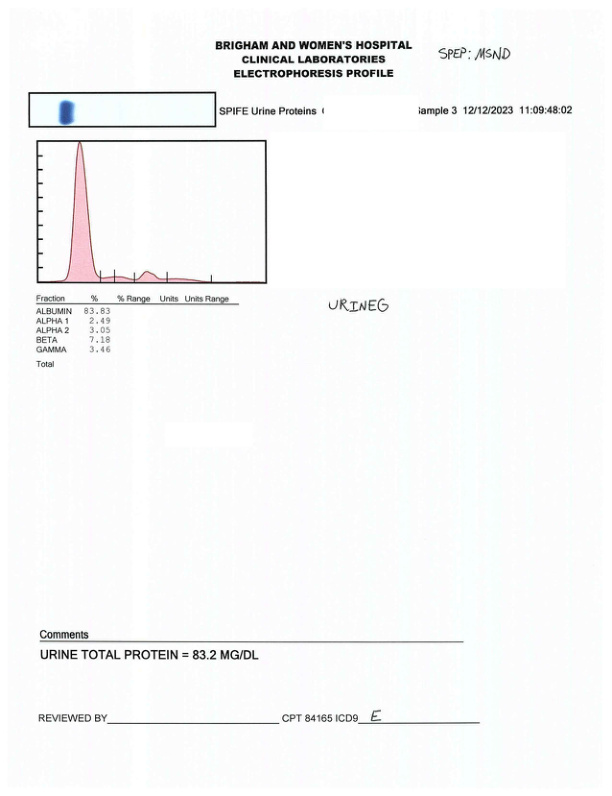 BRIGHAM AND WOMEN'S HOSPITAL
CLINICAL LABORATORIES
ELECTROPHORESIS PROFILE
SPEP: MSND
SPIFE Urine Proteins
Sample 3 12/12/2023 11:09:48:02
Fraction % % Range Units Units Range
ALBUMIN 83.83
ALPHA 1 2.49
ALPHA 2 3.05
BETA 7.18
GAMMA 3.46
Total
URINEG
Comments
URINE TOTAL PROTEIN = 83.2 MG/DL
REVIEWED BY CPT 84165 ICD9 E